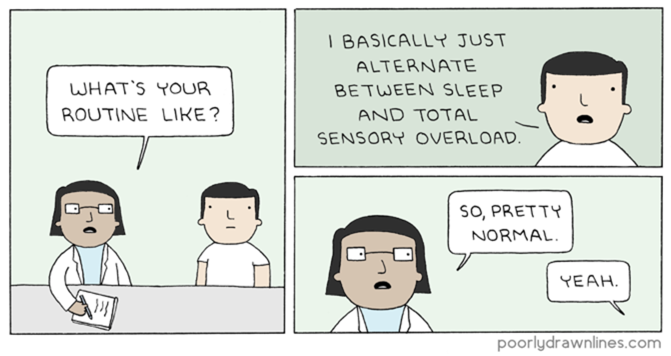 WHAT'S YOUR
ROUTINE LIKE?
I BASICALLY JUST
ALTERNATE
BETWEEN SLEEP
AND TOTAL
SENSORY OVERLOAD.
SO, PRETTY
NORMAL.
YEAH.
poorlydrawnlines.com